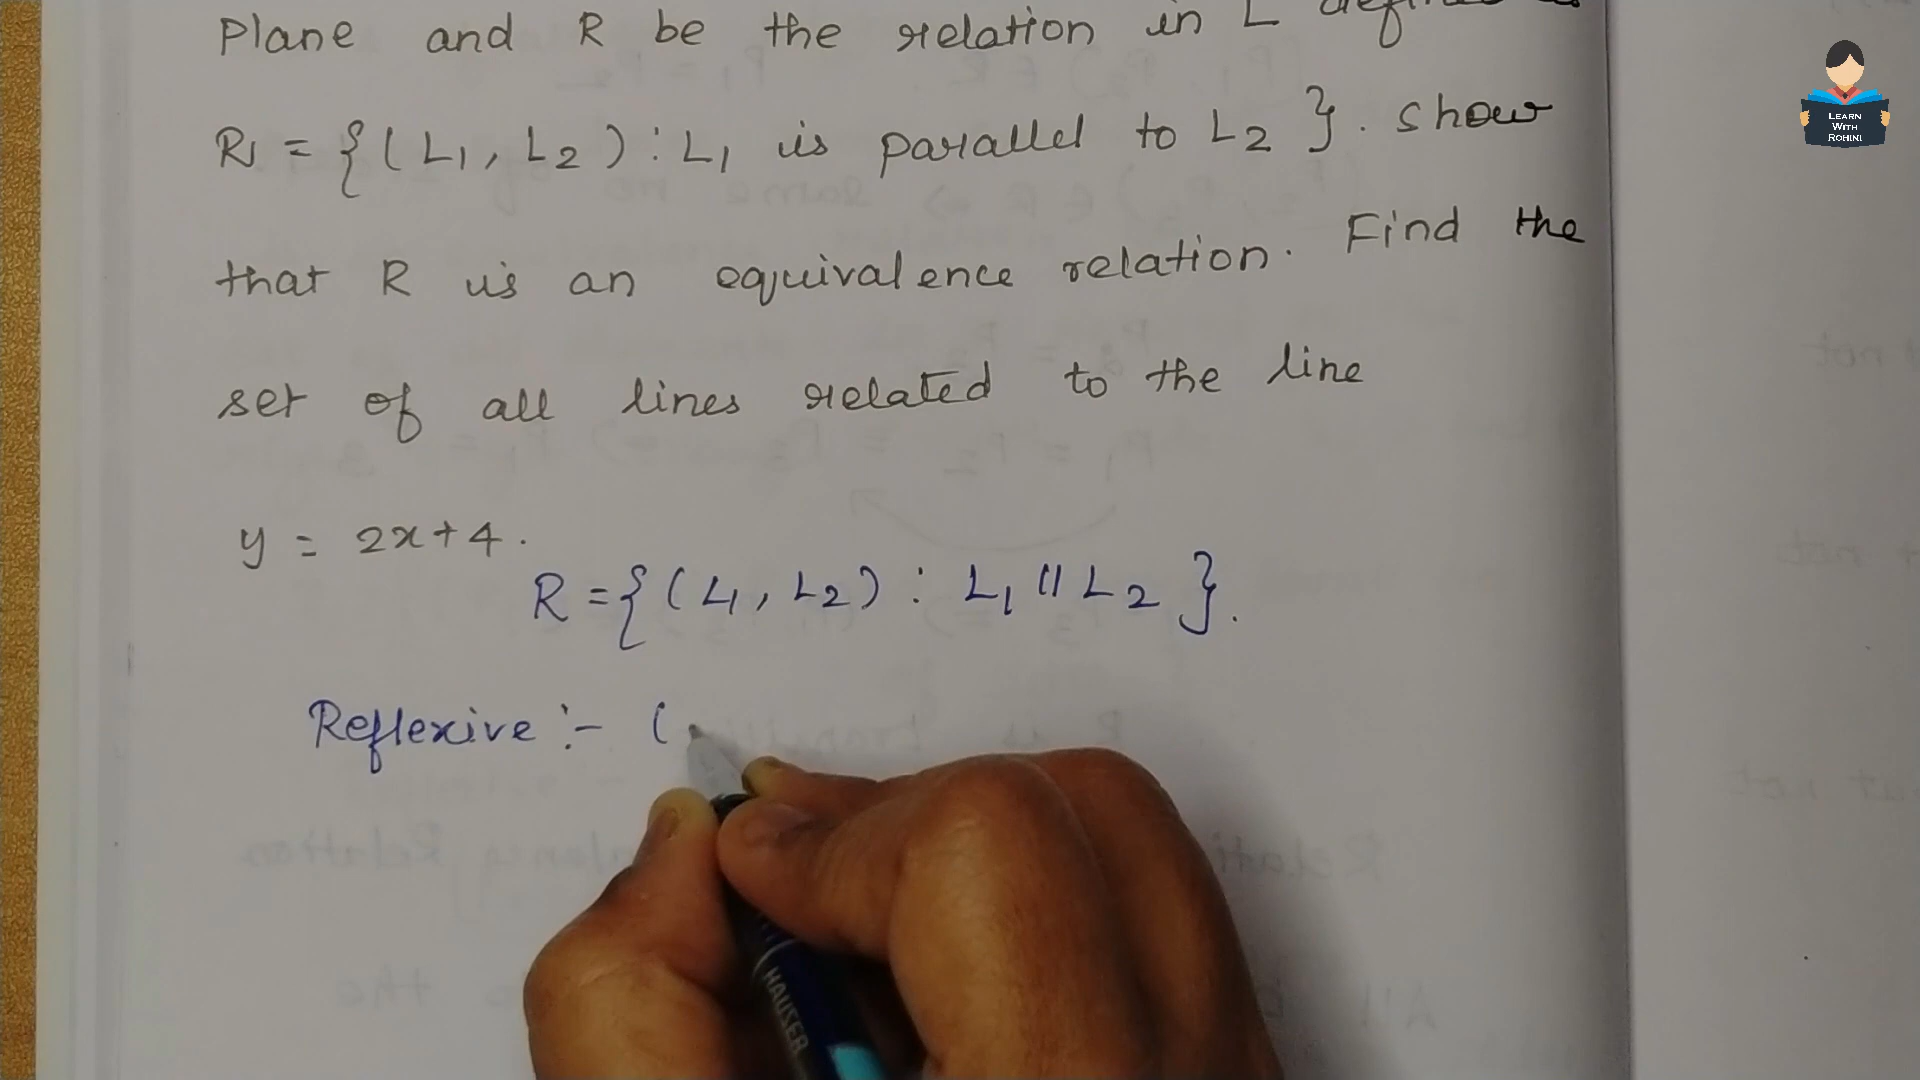 Plane and R be the relation in L
R = {(L1, L2) : L1 is parallel to L2}. show
that R is an equivalence relation. Find the
set of all lines related to the line
y = 2x+4.
R = {(L1, L2) : L1 || L2}.
Reflexive :- (
LEARN
WITH
ROHINI
HAUSER